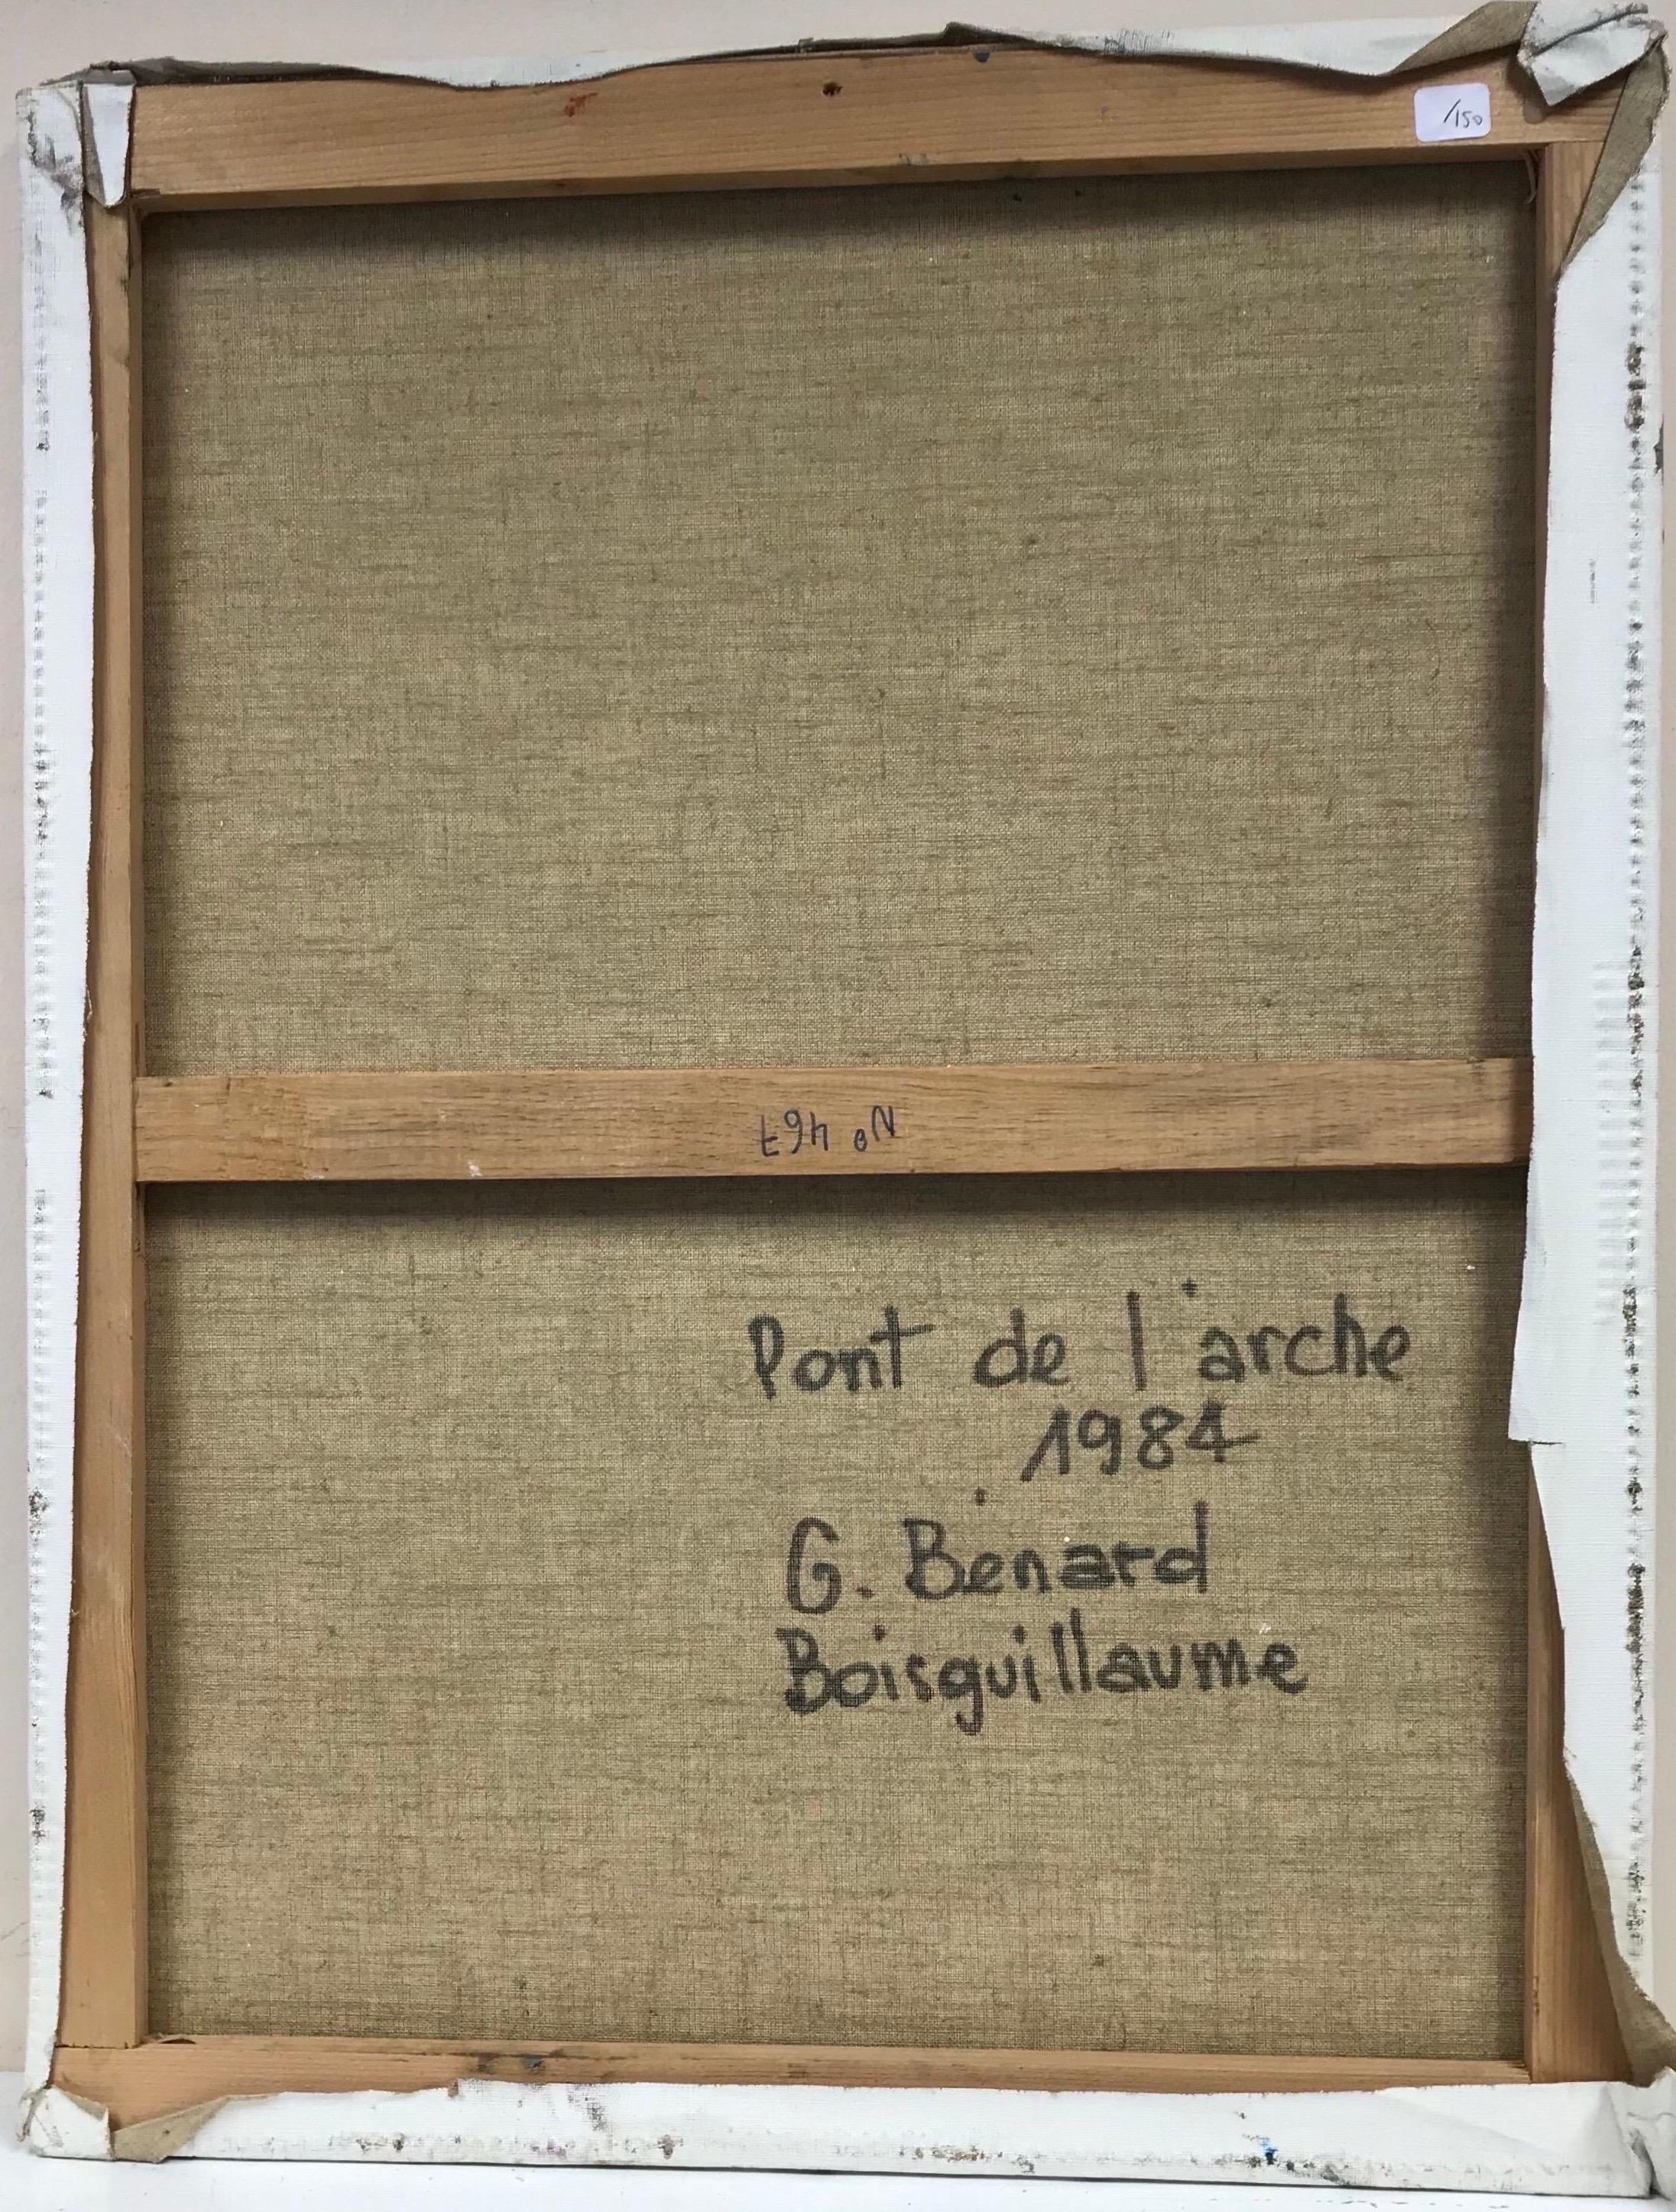 /150
No 467
Pont de l'arche
1984
G. Benard
Boisguillaume